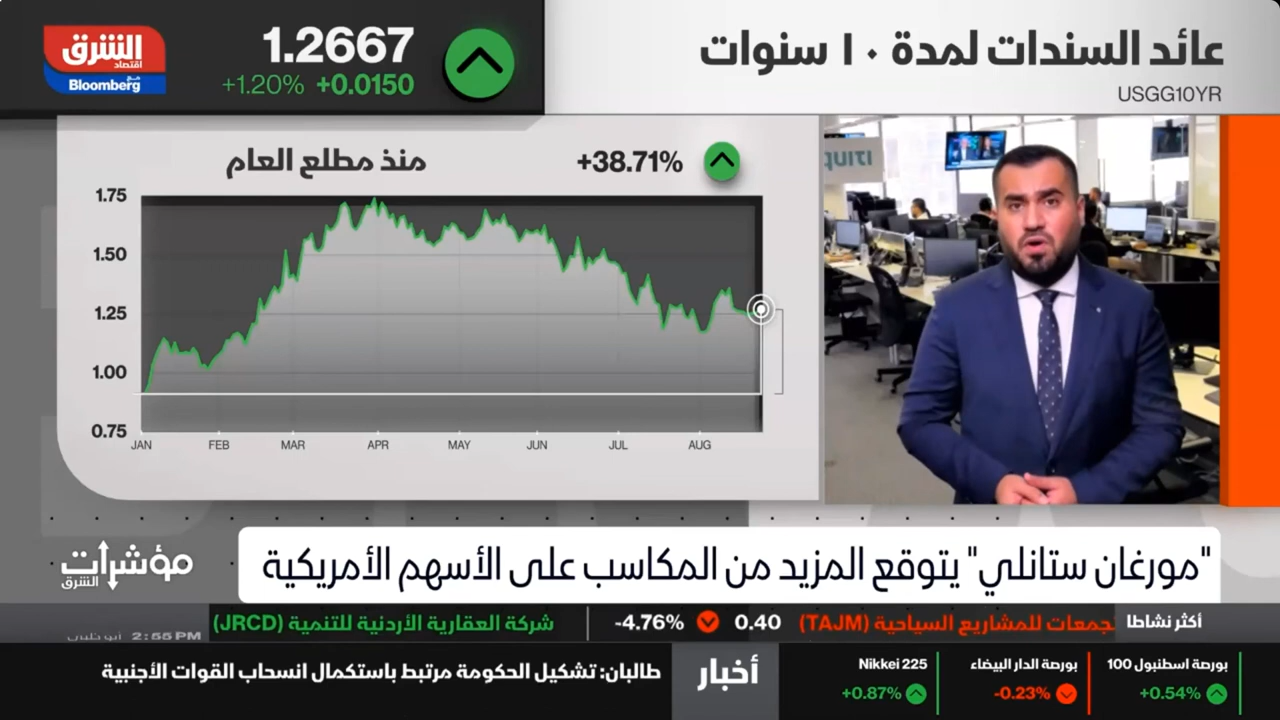 الشرق
اقتصاد
مع
Bloomberg
1.2667
+1.20% +0.0150
عائد السندات لمدة ١٠ سنوات
USGG10YR
منذ مطلع العام
+38.71%
1.75
1.50
1.25
1.00
0.75
JAN FEB MAR APR MAY JUN JUL AUG
مؤشرات
الشرق
"مورغان ستانلي" يتوقع المزيد من المكاسب على الأسهم الأمريكية
أكثر نشاطا
تجمعات للمشاريع السياحية (TAJM) 0.40 -4.76%
شركة العقارية الأردنية للتنمية (JRCD)
2:55 PM أبوظبي
بورصة اسطنبول 100
+0.54%
بورصة الدار البيضاء
-0.23%
Nikkei 225
+0.87%
أخبار
طالبان: تشكيل الحكومة مرتبط باستكمال انسحاب القوات الأجنبية